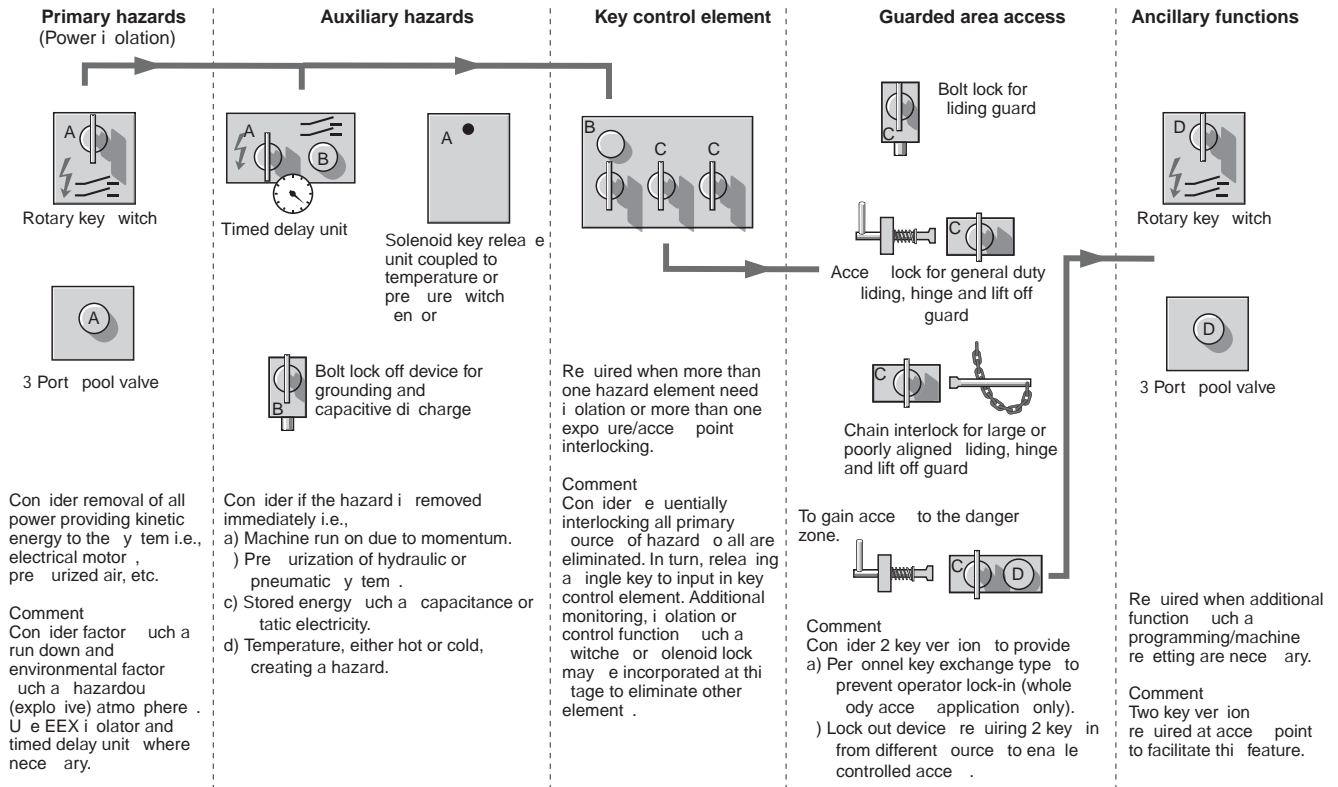 Primary hazards
(Power i olation)
A
Rotary key  witch
A
3 Port  pool valve
Con ider removal of all
power providing kinetic
energy to the  y tem i.e.,
electrical motor ,
pre  urized air, etc.
Comment
Con ider factor  uch a
run down and
environmental factor
 uch a  hazardou
(explo ive) atmo phere .
U e EEX i olator and
timed delay unit  where
nece  ary.
Auxiliary hazards
A
B
Timed delay unit
A
Solenoid key relea e
unit coupled to
temperature or
pre  ure  witch
 en or
B
Bolt lock off device for
grounding and
capacitive di charge
Con ider if the hazard i  removed
immediately i.e.,
a) Machine run on due to momentum.
 ) Pre  urization of hydraulic or
pneumatic  y tem .
c) Stored energy  uch a  capacitance or
 tatic electricity.
d) Temperature, either hot or cold,
creating a hazard.
Key control element
B
C C
Re uired when more than
one hazard element need
i olation or more than one
expo ure/acce   point
interlocking.
Comment
Con ider  e uentially
interlocking all primary
 ource  of hazard  o all are
eliminated. In turn, relea ing
a  ingle key to input in key
control element. Additional
monitoring, i olation or
control function  uch a
 witche  or  olenoid lock
may  e incorporated at thi
 tage to eliminate other
element .
Guarded area access
C
Bolt lock for
 liding guard
C
Acce   lock for general duty
 liding, hinge and lift off
guard
C
Chain interlock for large or
poorly aligned  liding, hinge
and lift off guard
To gain acce   to the danger
zone.
C D
Comment
Con ider 2 key ver ion  to provide
a) Per onnel key exchange type to
prevent operator lock-in (whole
 ody acce   application only).
 ) Lock out device  re uiring 2 key  in
from different  ource  to ena le
controlled acce  .
Ancillary functions
D
Rotary key  witch
D
3 Port  pool valve
Re uired when additional
function  uch a
programming/machine
re etting are nece  ary.
Comment
Two key ver ion
re uired at acce   point
to facilitate thi  feature.